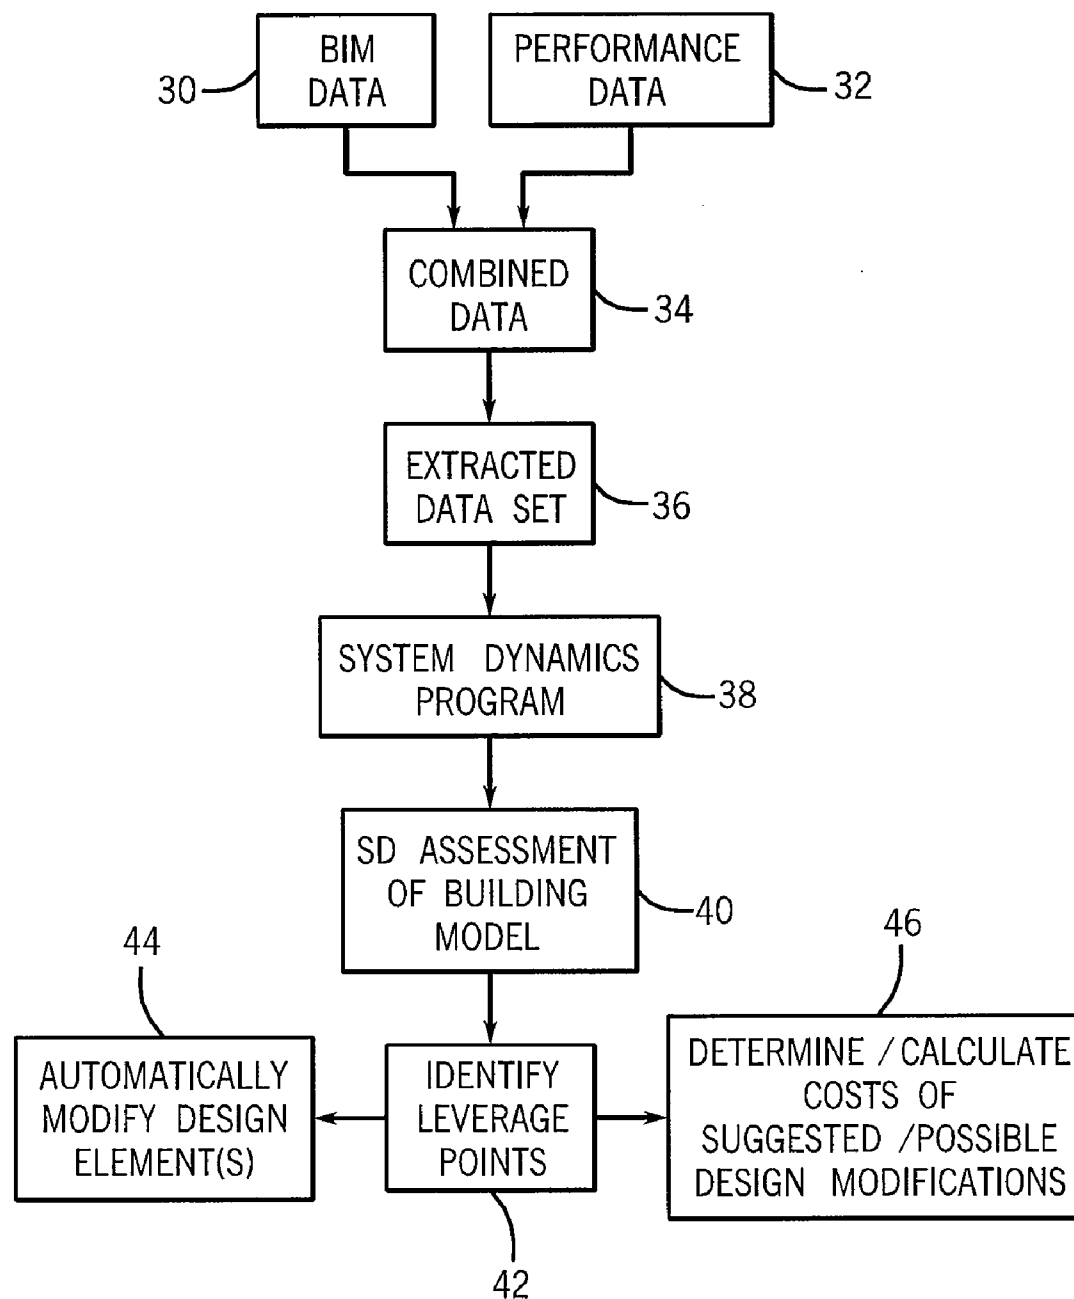 BIM
DATA
30
PERFORMANCE
DATA
32
COMBINED
DATA
34
EXTRACTED
DATA SET
36
SYSTEM DYNAMICS
PROGRAM
38
SD ASSESSMENT
OF BUILDING
MODEL
40
44
AUTOMATICALLY
MODIFY DESIGN
ELEMENT(S)
IDENTIFY
LEVERAGE
POINTS
42
46
DETERMINE / CALCULATE
COSTS OF
SUGGESTED / POSSIBLE
DESIGN MODIFICATIONS